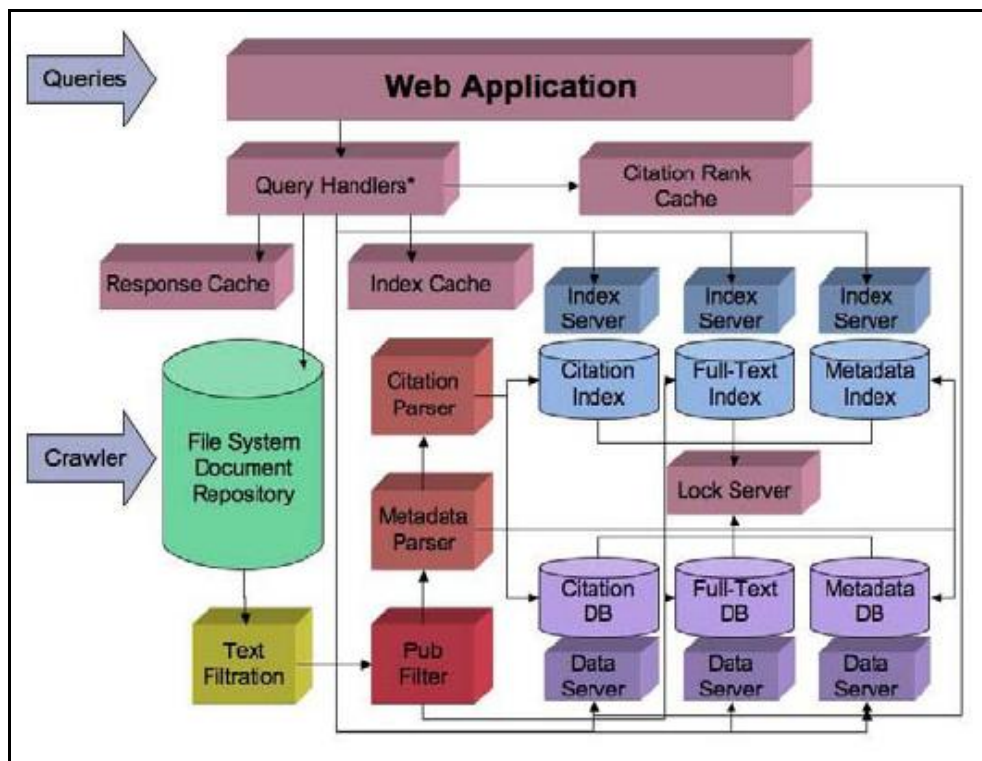 Queries
Web Application
Query Handlers*
Citation Rank
Cache
Response Cache
Index Cache
Index
Server
Index
Server
Index
Server
Citation
Parser
Citation
Index
Full-Text
Index
Metadata
Index
Crawler
File System
Document
Repository
Metadata
Parser
Lock Server
Citation
DB
Full-Text
DB
Metadata
DB
Text
Filtration
Pub
Filter
Data
Server
Data
Server
Data
Server